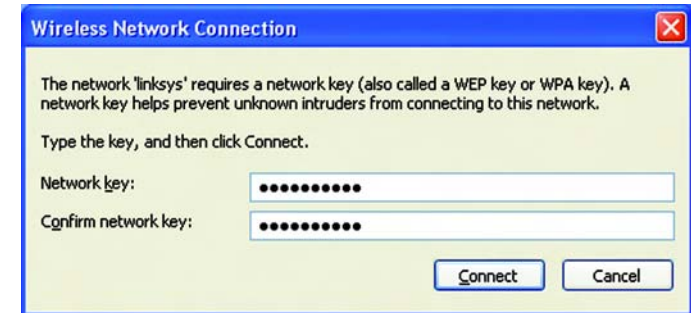 Wireless Network Connection
The network 'linksys' requires a network key (also called a WEP key or WPA key). A
network key helps prevent unknown intruders from connecting to this network.
Type the key, and then click Connect.
Network key: ●●●●●●●●●●
Confirm network key: ●●●●●●●●●●
Connect Cancel